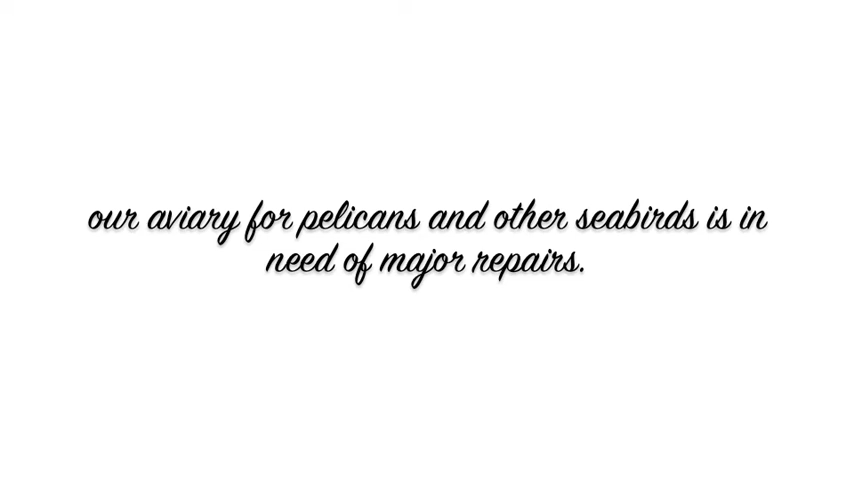 our aviary for pelicans and other seabirds is in
need of major repairs.